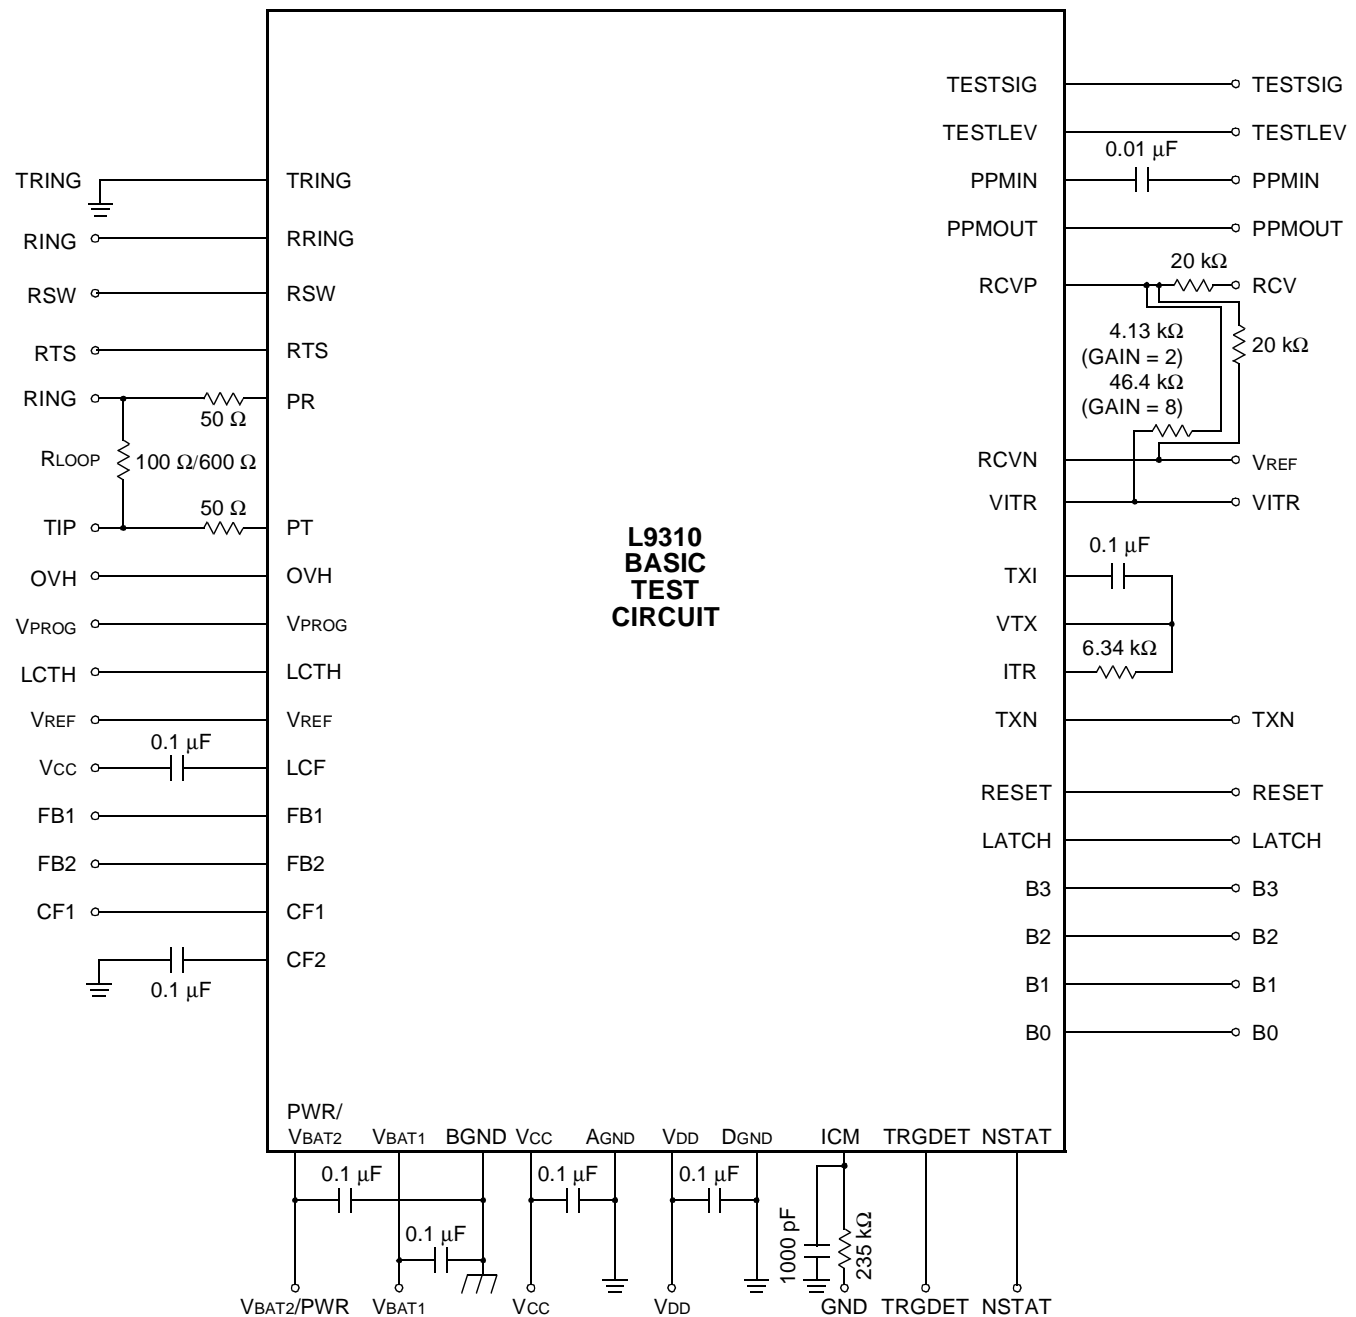 TESTSIG TESTSIG
TESTLEV TESTLEV
0.01 μF
TRING TRING PPMIN PPMIN
PPMOUT PPMOUT
RING RRING
20 kΩ
RCVP RCV
RSW RSW
4.13 kΩ
20 kΩ
RTS RTS (GAIN = 2)
46.4 kΩ
RING PR (GAIN = 8)
50 Ω
RLOOP 100 Ω/600 Ω RCVN VREF
50 Ω VITR VITR
TIP PT
L9310
BASIC
TEST
CIRCUIT
0.1 μF
OVH OVH TXI
VPROG VPROG VTX
6.34 kΩ
LCTH LCTH ITR
VREF VREF TXN TXN
0.1 μF
VCC LCF
RESET RESET
FB1 FB1
LATCH LATCH
FB2 FB2
B3 B3
CF1 CF1
B2 B2
CF2
0.1 μF
B1 B1
B0 B0
PWR/
VBAT2 VBAT1 BGND VCC AGND VDD DGND ICM TRGDET NSTAT
0.1 μF 0.1 μF 0.1 μF
0.1 μF
1000 pF
235 kΩ
VBAT2/PWR VBAT1 VCC VDD GND TRGDET NSTAT